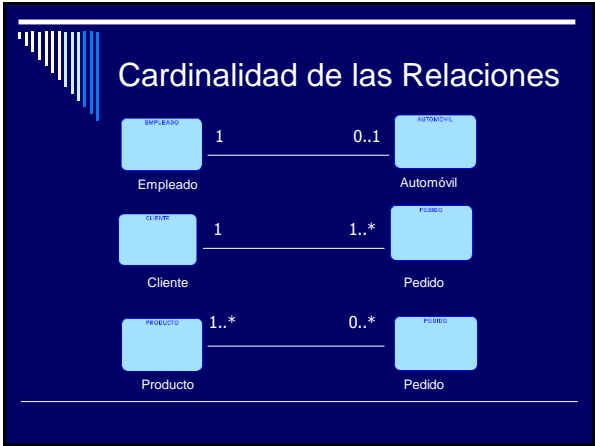 Cardinalidad de las Relaciones
EMPLEADO
AUTOMOVIL
1
0..1
Empleado
Automóvil
CLIENTE
PEDIDO
1
1..*
Cliente
Pedido
PRODUCTO
PEDIDO
1..*
0..*
Producto
Pedido